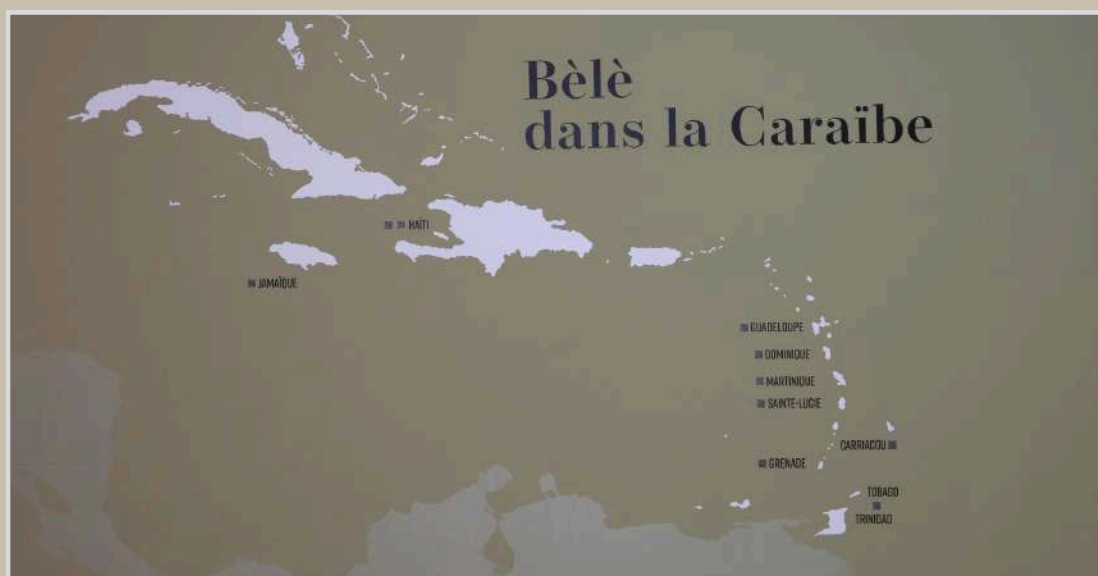 Bèlè
dans la Caraïbe
HAÏTI
JAMAÏQUE
GUADELOUPE
DOMINIQUE
MARTINIQUE
SAINTE-LUCIE
CARRIACOU
GRENADE
TOBAGO
TRINIDAD